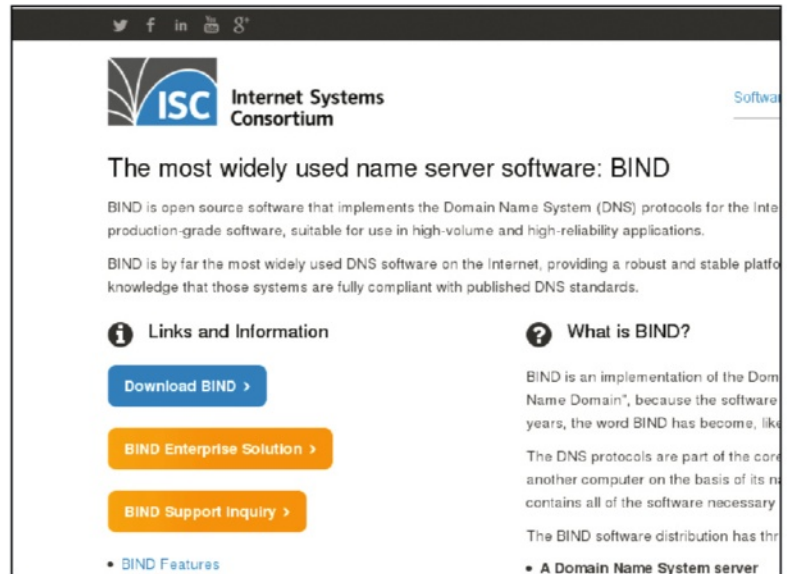 ISC Internet Systems
Consortium
Softwar
The most widely used name server software: BIND
BIND is open source software that implements the Domain Name System (DNS) protocols for the Inte
production-grade software, suitable for use in high-volume and high-reliability applications.
BIND is by far the most widely used DNS software on the Internet, providing a robust and stable platfo
knowledge that those systems are fully compliant with published DNS standards.
Links and Information
Download BIND >
BIND Enterprise Solution >
BIND Support Inquiry >
• BIND Features
What is BIND?
BIND is an implementation of the Dom
Name Domain", because the software
years, the word BIND has become, like
The DNS protocols are part of the core
another computer on the basis of its na
contains all of the software necessary
The BIND software distribution has thr
• A Domain Name System server